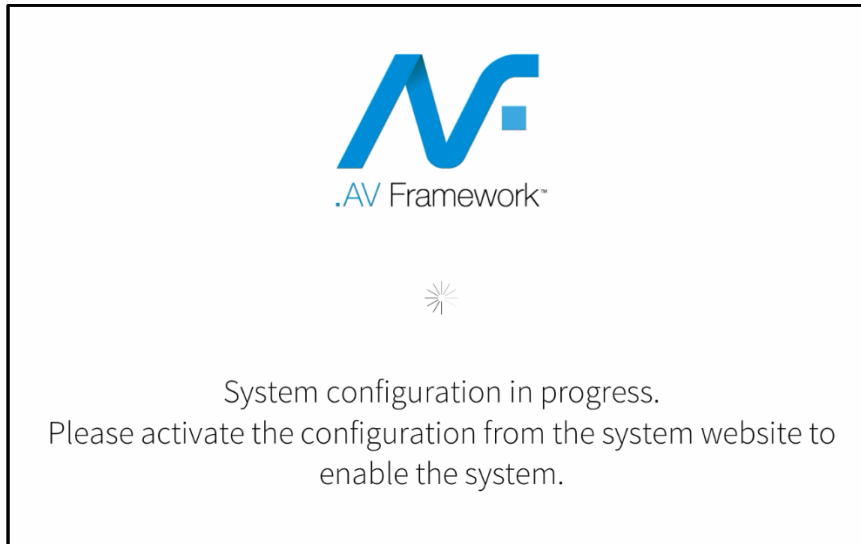 .AV Framework™
System configuration in progress.
Please activate the configuration from the system website to
enable the system.